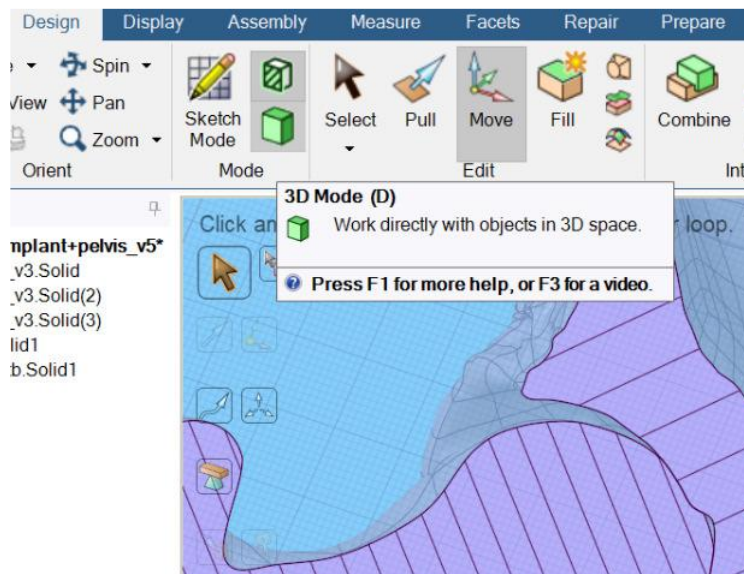 Design Display Assembly Measure Facets Repair Prepare
Spin
View Pan
Zoom
Sketch Mode
Select Pull Move Fill Combine
Orient Mode Edit Int
3D Mode (D)
Work directly with objects in 3D space.
Press F1 for more help, or F3 for a video.
Click an r loop.
mplant+pelvis_v5*
_v3.Solid
_v3.Solid(2)
_v3.Solid(3)
lid1
b.Solid1